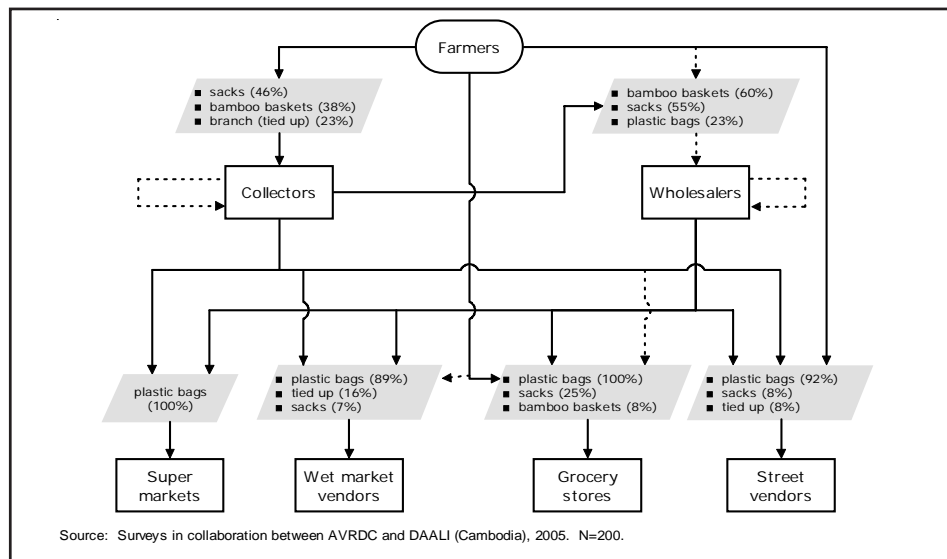 Farmers
▪ sacks (46%)
▪ bamboo baskets (38%)
▪ branch (tied up) (23%)
▪ bamboo baskets (60%)
▪ sacks (55%)
▪ plastic bags (23%)
Collectors
Wholesalers
plastic bags
(100%)
▪ plastic bags (89%)
▪ tied up (16%)
▪ sacks (7%)
▪ plastic bags (100%)
▪ sacks (25%)
▪ bamboo baskets (8%)
▪ plastic bags (92%)
▪ sacks (8%)
▪ tied up (8%)
Super
markets
Wet market
vendors
Grocery
stores
Street
vendors
Source: Surveys in collaboration between AVRDC and DAALI (Cambodia), 2005. N=200.